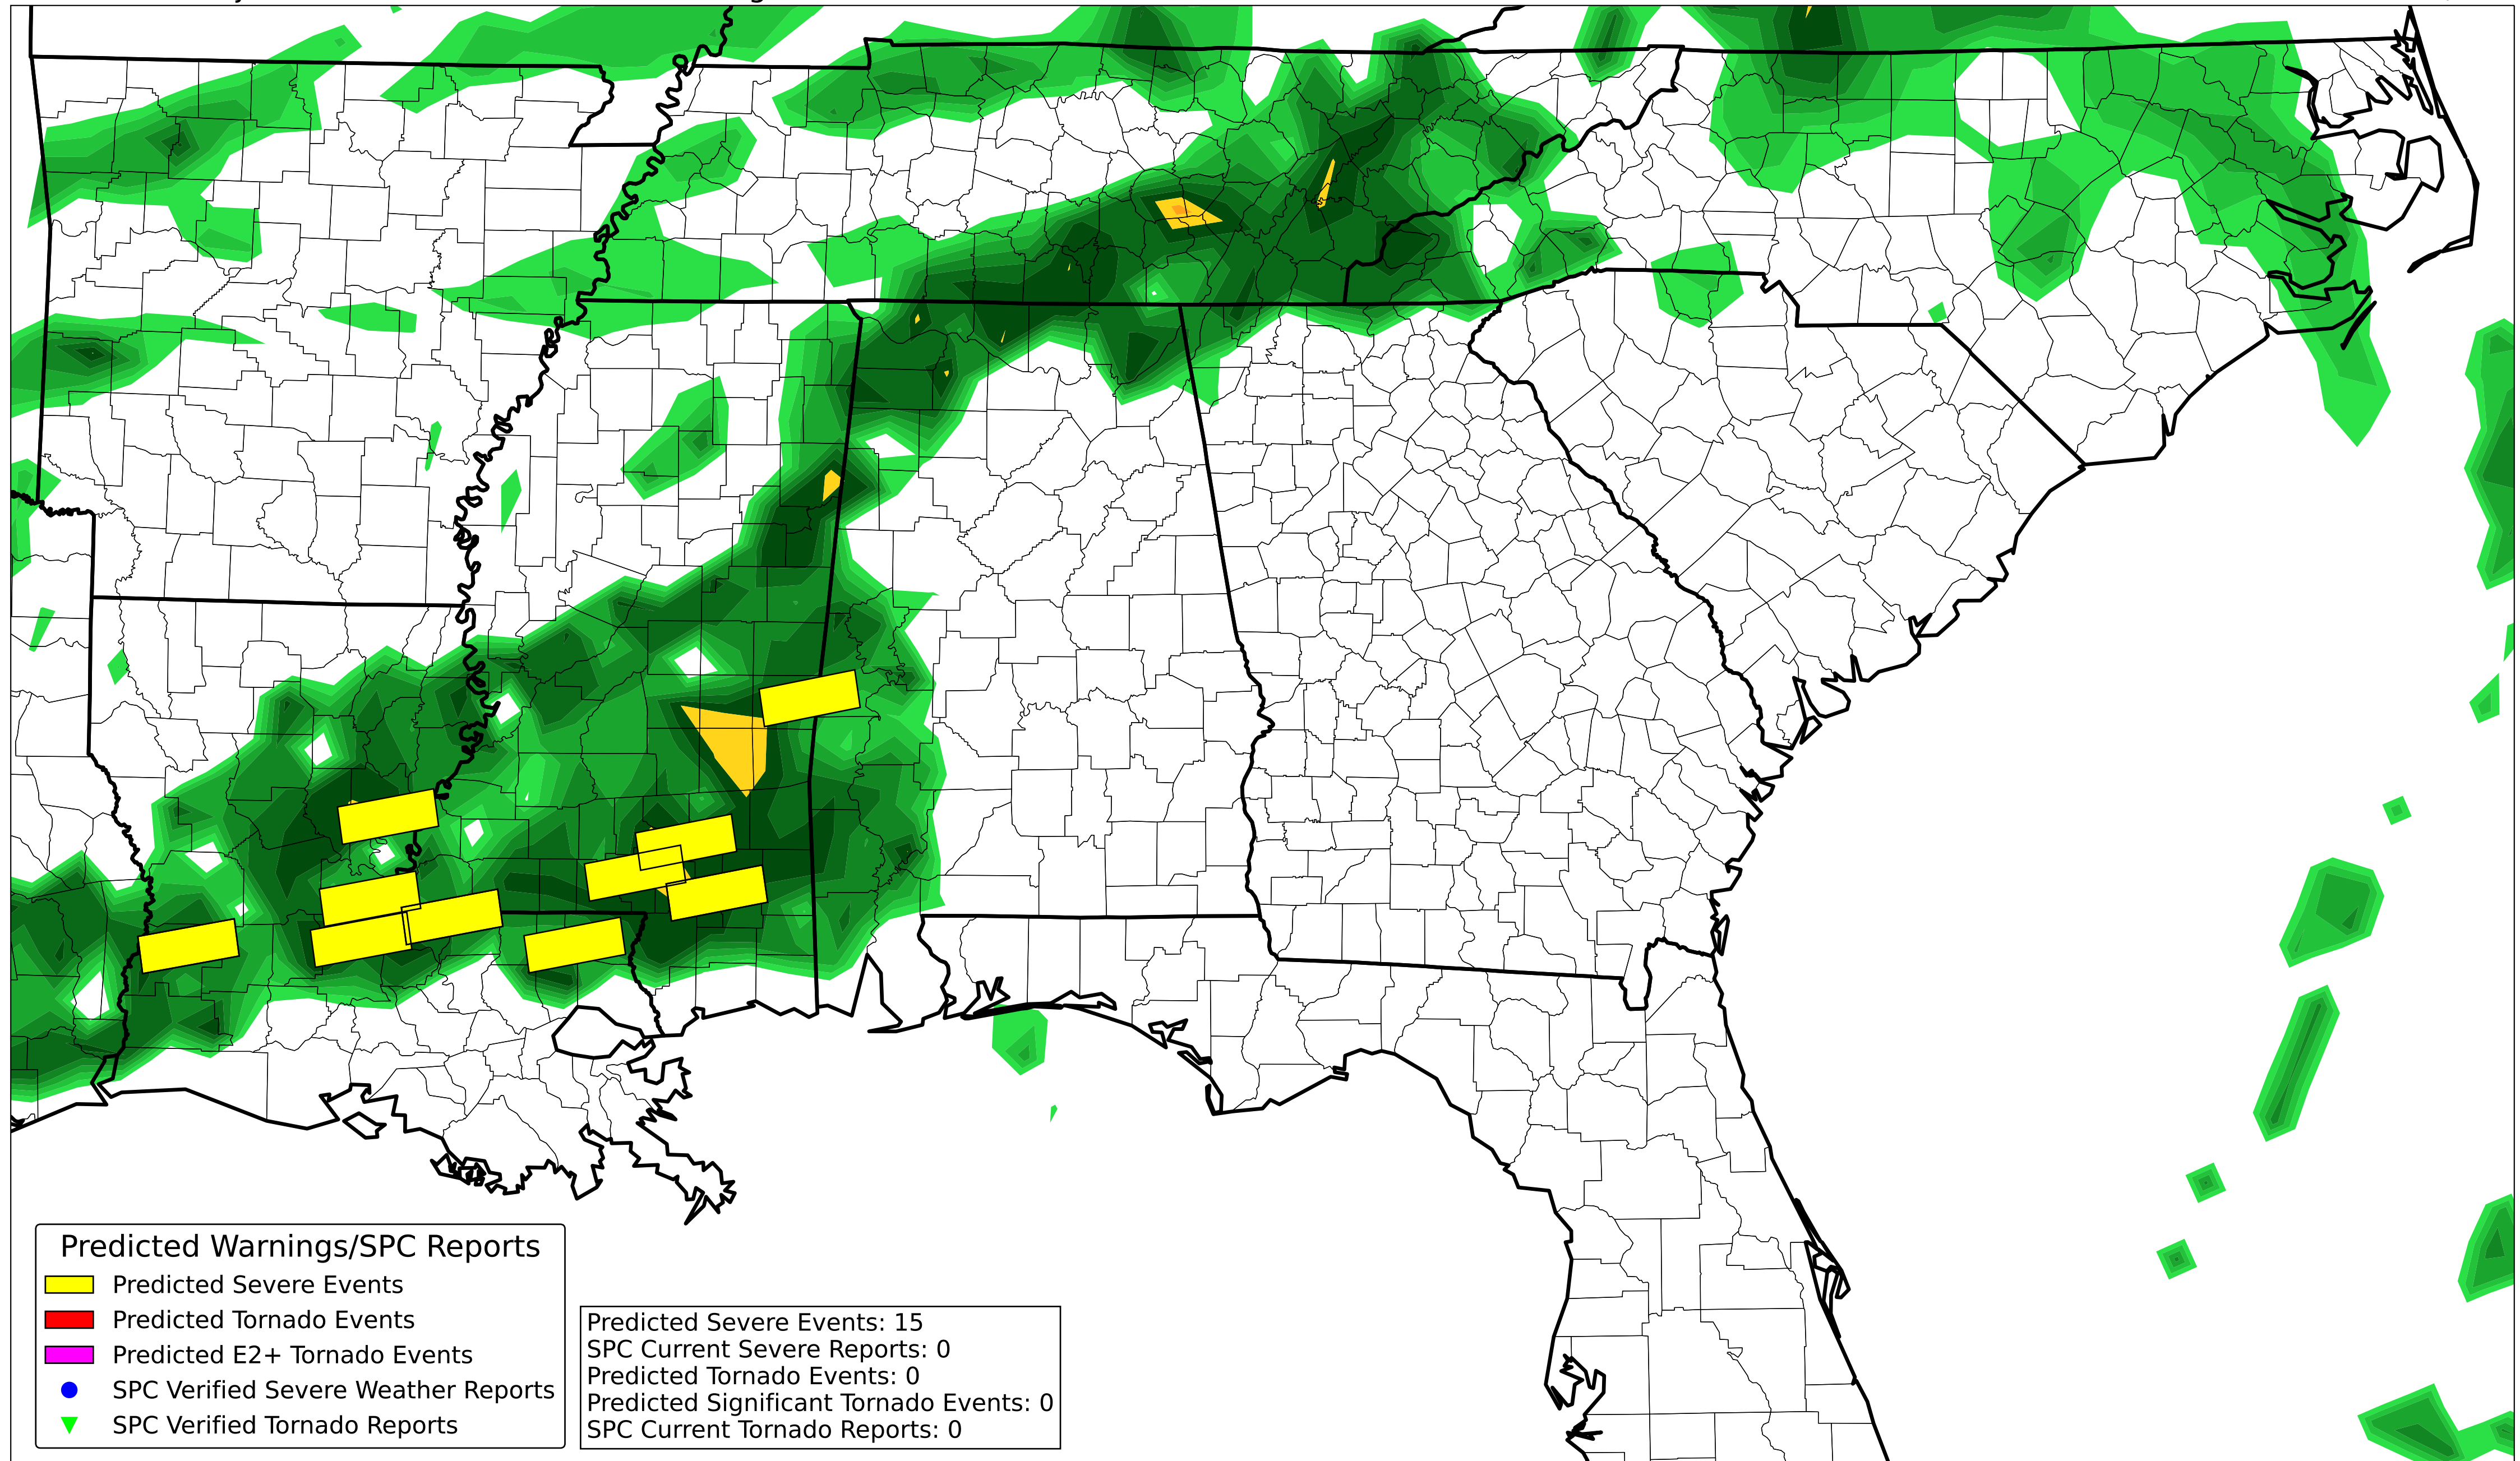 Predicted Warnings/SPC Reports
Predicted Severe Events
Predicted Tornado Events
Predicted E2+ Tornado Events
SPC Verified Severe Weather Reports
SPC Verified Tornado Reports
Predicted Severe Events: 15
SPC Current Severe Reports: 0
Predicted Tornado Events: 0
Predicted Significant Tornado Events: 0
SPC Current Tornado Reports: 0